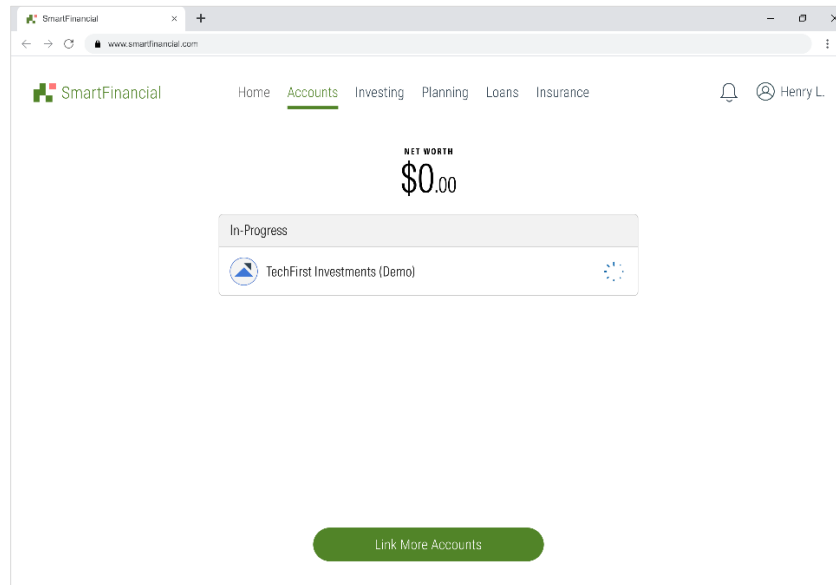 SmartFinancial
www.smartfinancial.com
SmartFinancial Home Accounts Investing Planning Loans Insurance Henry L.
NET WORTH
$0.00
In-Progress
TechFirst Investments (Demo)
Link More Accounts